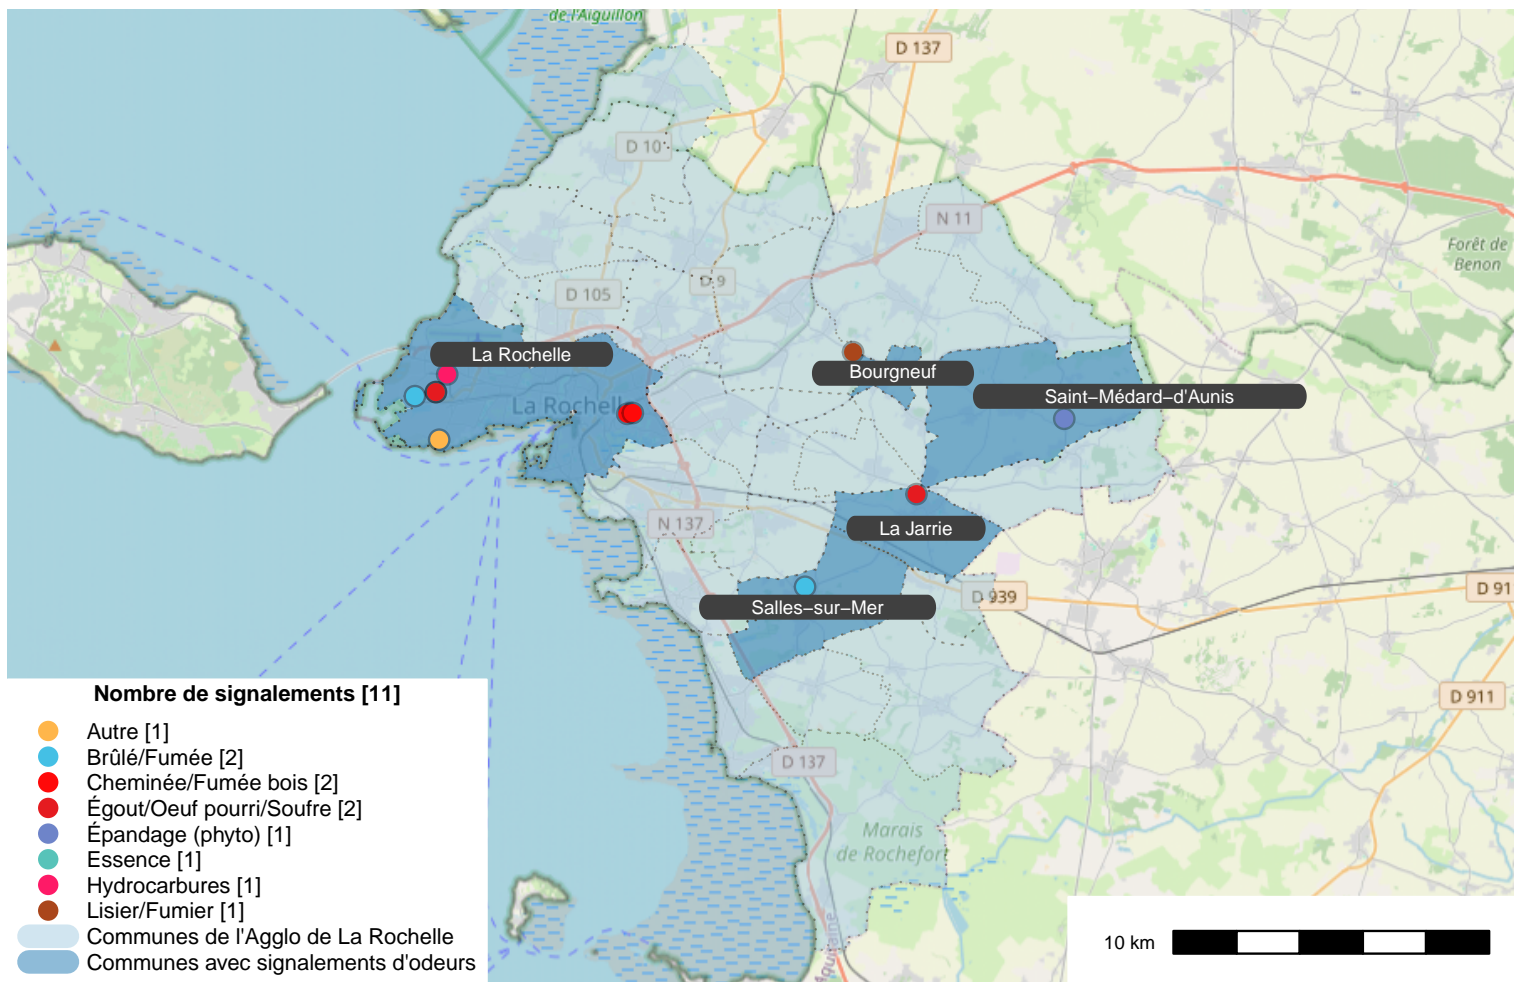 de l'Aiguillon
D 137
D 10
N 11
Forêt de
Benon
D 9
D 105
La Rochelle
Bourgneuf
Saint−Médard−d'Aunis
La Rochelle
N 137
La Jarrie
D 939
D 91
Salles−sur−Mer
D 911
D 137
Marais
de Rochefort
Aquitaine
Nombre de signalements [11]
Autre [1]
Brûlé/Fumée [2]
Cheminée/Fumée bois [2]
Égout/Oeuf pourri/Soufre [2]
Épandage (phyto) [1]
Essence [1]
Hydrocarbures [1]
Lisier/Fumier [1]
Communes de l'Agglo de La Rochelle
Communes avec signalements d'odeurs
10 km